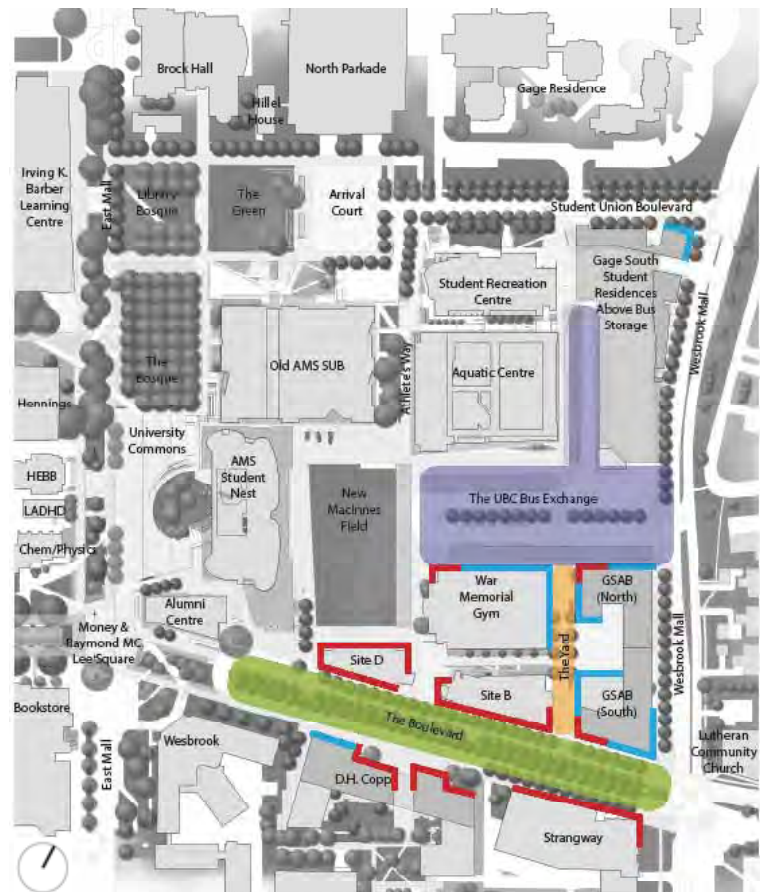 Brock Hall
North Parkade
Hillel
House
Gage Residence
Irving K.
Barber
Learning
Centre
East Mall
Library
Bosque
The
Green
Arrival
Court
Student Union Boulevard
Student Recreation
Centre
Gage South
Student
Residences
Above Bus
Storage
Wesbrook Mall
The
Bosque
Old AMS SUB
Athlete's Way
Aquatic Centre
Hennings
University
Commons
HEBB
LADHD
Chem/Physics
AMS
Student
Nest
New
MacInnes
Field
The UBC Bus Exchange
War
Memorial
Gym
GSAB
(North)
The Yard
Alumni
Centre
Money &
Raymond MC
Lee Square
Site D
Site B
GSAB
(South)
Wesbrook Mall
Bookstore
East Mall
Wesbrook
The Boulevard
D.H. Copp
Strangway
Lutheran
Community
Church